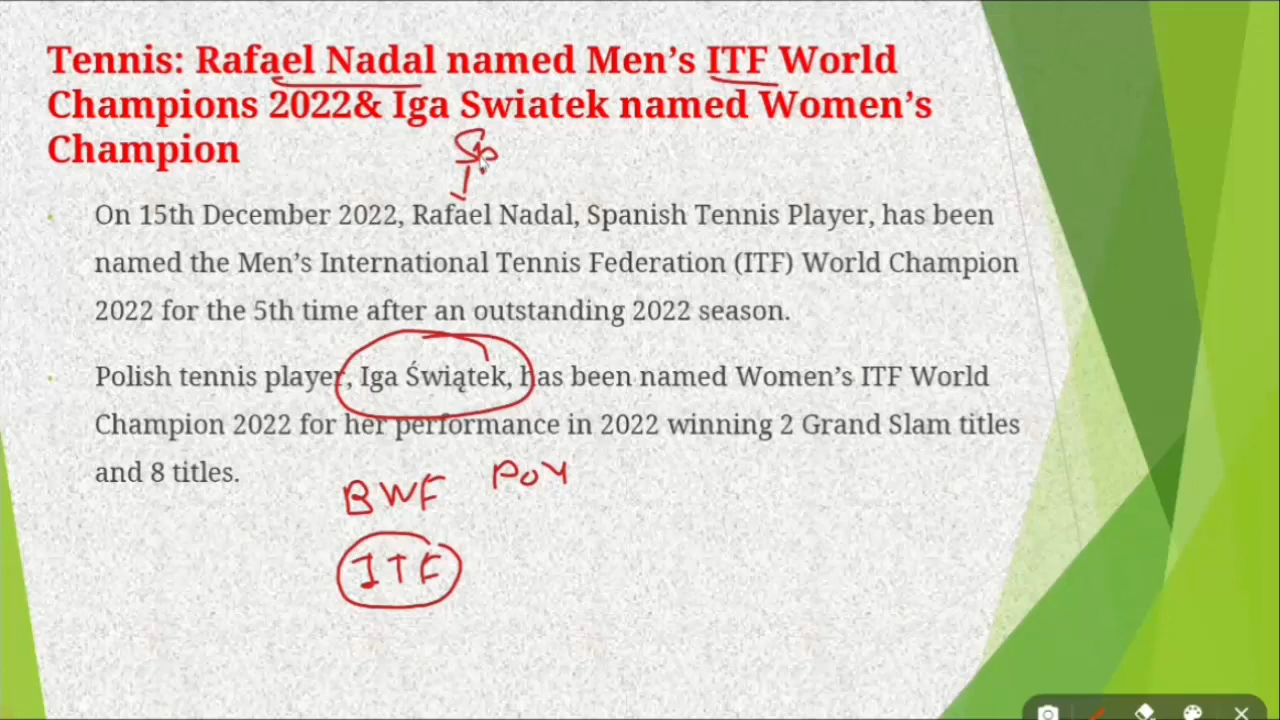 Tennis: Rafael Nadal named Men’s ITF World
Champions 2022& Iga Swiatek named Women’s
Champion
Sp
On 15th December 2022, Rafael Nadal, Spanish Tennis Player, has been
named the Men’s International Tennis Federation (ITF) World Champion
2022 for the 5th time after an outstanding 2022 season.
Polish tennis player, Iga Świątek, has been named Women’s ITF World
Champion 2022 for her performance in 2022 winning 2 Grand Slam titles
and 8 titles.
BWF POY
ITF